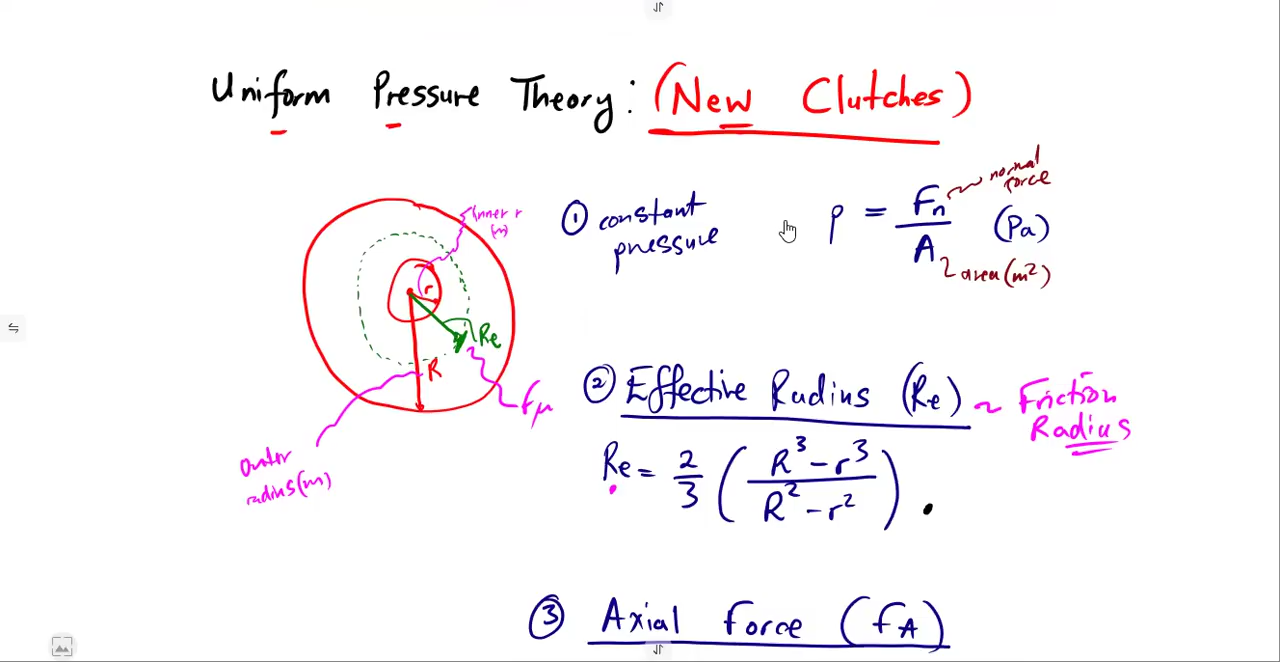 Uniform Pressure Theory: (New Clutches)
inner r
(m)
r
Re
R
Fμ
outer
radius(m)
① constant
pressure
P = Fn / A (Pa)
normal
force
area(m²)
② Effective Radius (Re) ~ Friction
Radius
Re = 2/3 ( R³ - r³ / R² - r² ) .
③ Axial Force (FA)